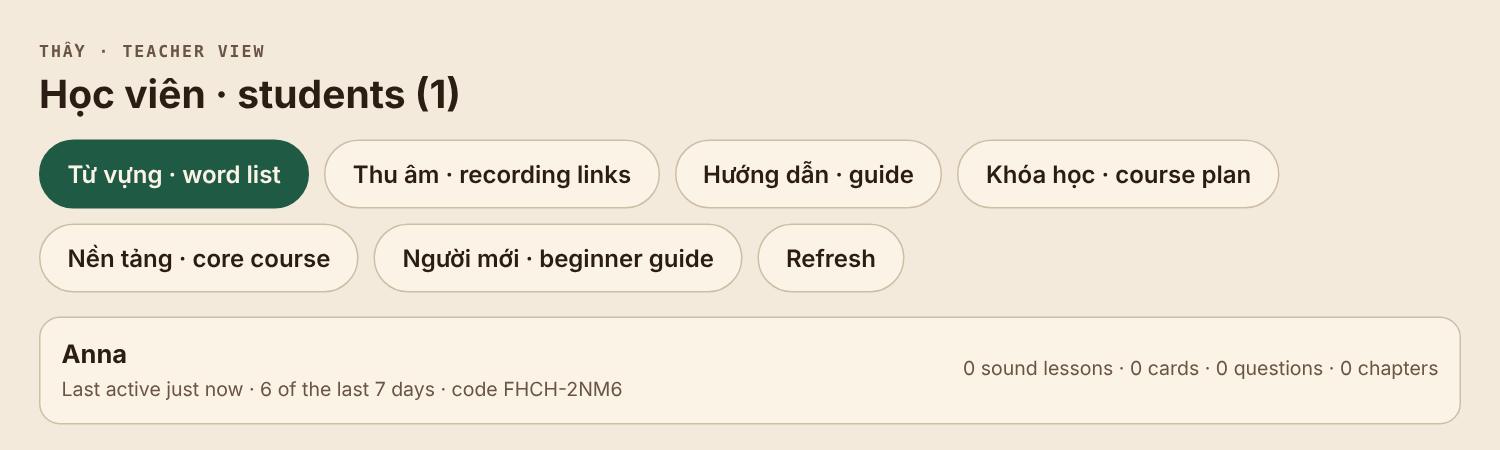 THẦY · TEACHER VIEW
Học viên · students (1)
Từ vựng · word list
Thu âm · recording links
Hướng dẫn · guide
Khóa học · course plan
Nền tảng · core course
Người mới · beginner guide
Refresh
Anna
Last active just now · 6 of the last 7 days · code FHCH-2NM6
0 sound lessons · 0 cards · 0 questions · 0 chapters